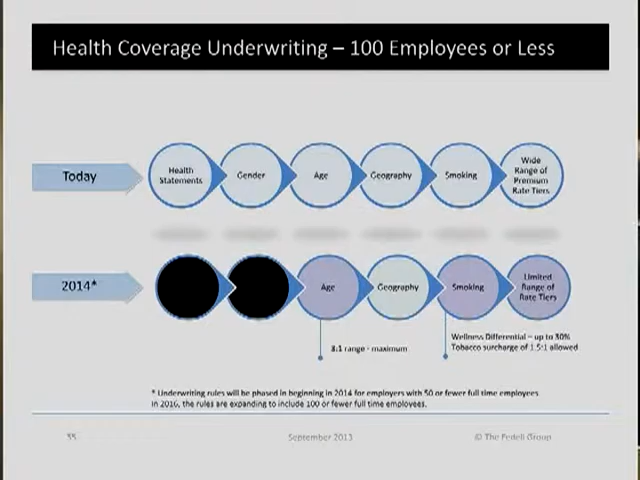 Health Coverage Underwriting – 100 Employees or Less
Today
Health
Statements
Gender
Age
Geography
Smoking
Wide
Range of
Premium
Rate Tiers
2014*
Age
Geography
Smoking
Limited
Range of
Rate Tiers
3:1 range - maximum
Wellness Differential – up to 30%
Tobacco surcharge of 1.5:1 allowed
* Underwriting rules will be phased in beginning in 2014 for employers with 50 or fewer full time employees
In 2016, the rules are expanding to include 100 or fewer full time employees.
September 2013
© The Fedeli Group